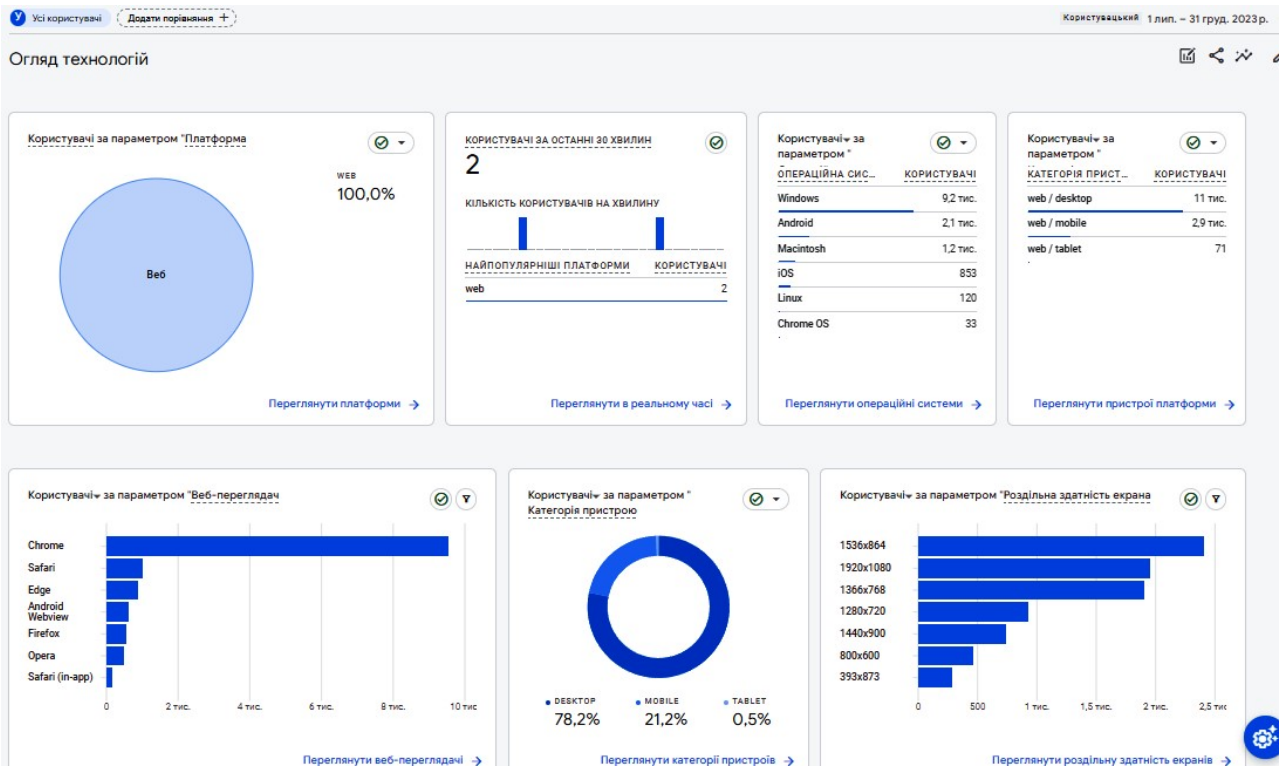 У Усі користувачі Додати порівняння + Користувацький 1 лип. – 31 груд. 2023 р.
Огляд технологій
Користувачі за параметром "Платформа
WEB
100,0%
Веб
Переглянути платформи →
КОРИСТУВАЧІ ЗА ОСТАННІ 30 ХВИЛИН
2
КІЛЬКІСТЬ КОРИСТУВАЧІВ НА ХВИЛИНУ
НАЙПОПУЛЯРНІШІ ПЛАТФОРМИ КОРИСТУВАЧІ
web 2
Переглянути в реальному часі →
Користувачі за
параметром "
ОПЕРАЦІЙНА СИС... КОРИСТУВАЧІ
Windows 9,2 тис.
Android 2,1 тис.
Macintosh 1,2 тис.
iOS 853
Linux 120
Chrome OS 33
Переглянути операційні системи →
Користувачі за
параметром "
КАТЕГОРІЯ ПРИСТ... КОРИСТУВАЧІ
web / desktop 11 тис.
web / mobile 2,9 тис.
web / tablet 71
Переглянути пристрої платформи →
Користувачі за параметром "Веб-переглядач
Chrome
Safari
Edge
Android
Webview
Firefox
Opera
Safari (in-app)
0 2 тис. 4 тис. 6 тис. 8 тис. 10 тис
Переглянути веб-переглядачі →
Користувачі за параметром "
Категорія пристрою
DESKTOP MOBILE TABLET
78,2% 21,2% 0,5%
Переглянути категорії пристроїв →
Користувачі за параметром "Роздільна здатність екрана
1536x864
1920x1080
1366x768
1280x720
1440x900
800x600
393x873
0 500 1 тис. 1,5 тис. 2 тис. 2,5 тис
Переглянути роздільну здатність екранів →